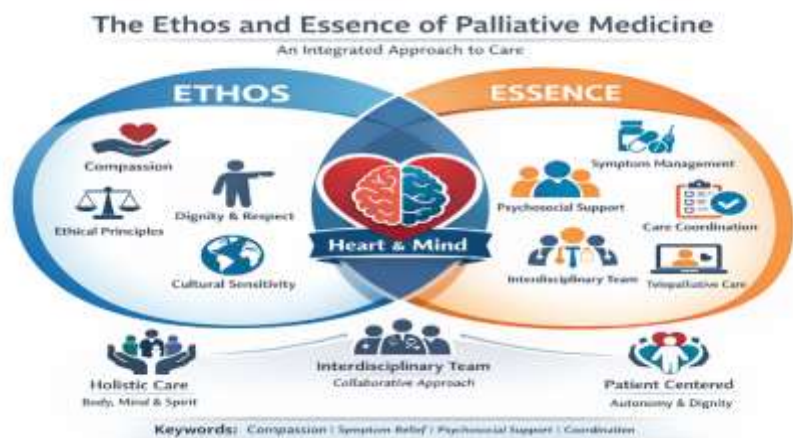 The Ethos and Essence of Palliative Medicine
An Integrated Approach to Care
ETHOS
ESSENCE
Compassion
Ethical Principles
Dignity & Respect
Cultural Sensitivity
Heart & Mind
Symptom Management
Psychosocial Support
Care Coordination
Interdisciplinary Team
Telepalliative Care
Holistic Care
Body, Mind & Spirit
Interdisciplinary Team
Collaborative Approach
Patient Centered
Autonomy & Dignity
Keywords: Compassion | Symptom Relief | Psychosocial Support | Coordination